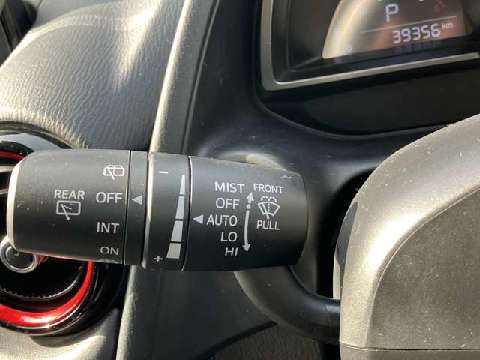 P
39356 km
REAR
OFF
INT
ON
−
+
MIST
OFF
AUTO
LO
HI
FRONT
PULL